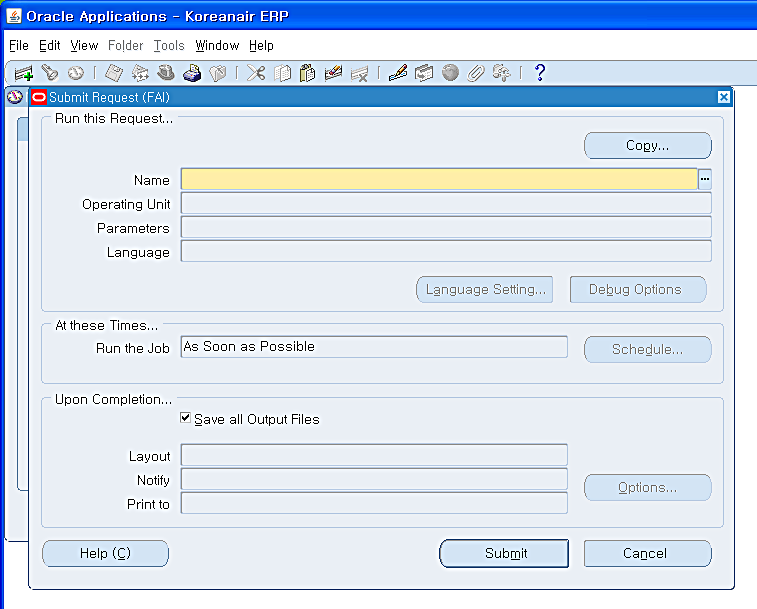 Oracle Applications - Koreanair ERP
File Edit View Folder Tools Window Help
Submit Request (FAI)
Run this Request...
Copy...
Name
Operating Unit
Parameters
Language
Language Setting... Debug Options
At these Times...
Run the Job As Soon as Possible Schedule...
Upon Completion...
Save all Output Files
Layout
Notify
Options...
Print to
Help (C) Submit Cancel